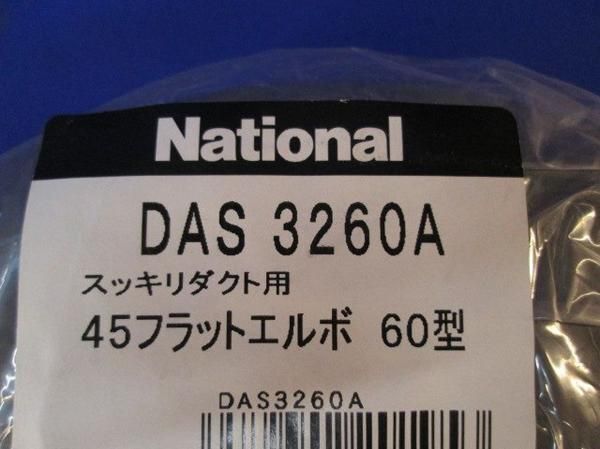 National
DAS 3260A
スッキリダクト用
45フラットエルボ 60型
DAS3260A